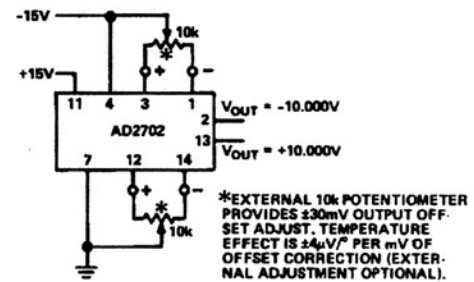 -15V
10k
*
+15V
+ -
11 4 3 1
2 VOUT = -10.000V
AD2702
13 VOUT = +10.000V
7 12 14
+ -
*
10k
*EXTERNAL 10k POTENTIOMETER
PROVIDES ±30mV OUTPUT OFF-
SET ADJUST. TEMPERATURE
EFFECT IS ±4μV/° PER mV OF
OFFSET CORRECTION (EXTER-
NAL ADJUSTMENT OPTIONAL).